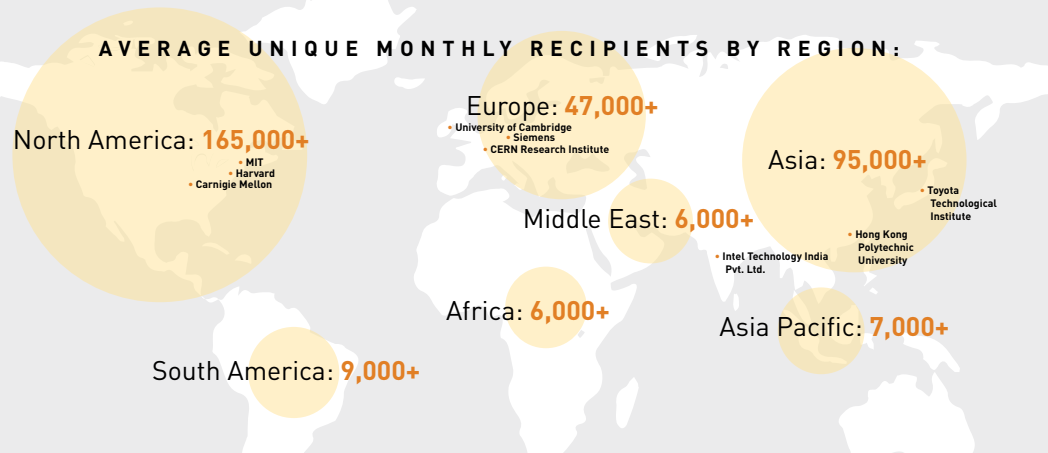 AVERAGE UNIQUE MONTHLY RECIPIENTS BY REGION:
North America: 165,000+
• MIT
• Harvard
• Carnigie Mellon
Europe: 47,000+
• University of Cambridge
• Siemens
• CERN Research Institute
Asia: 95,000+
• Toyota
Technological
Institute
• Hong Kong
Polytechnic
University
Middle East: 6,000+
• Intel Technology India
Pvt. Ltd.
Africa: 6,000+
Asia Pacific: 7,000+
South America: 9,000+